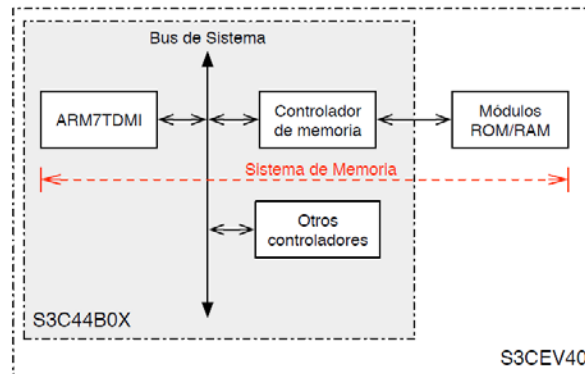 Bus de Sistema
ARM7TDMI
Controlador
de memoria
Módulos
ROM/RAM
Sistema de Memoria
Otros
controladores
S3C44B0X
S3CEV40